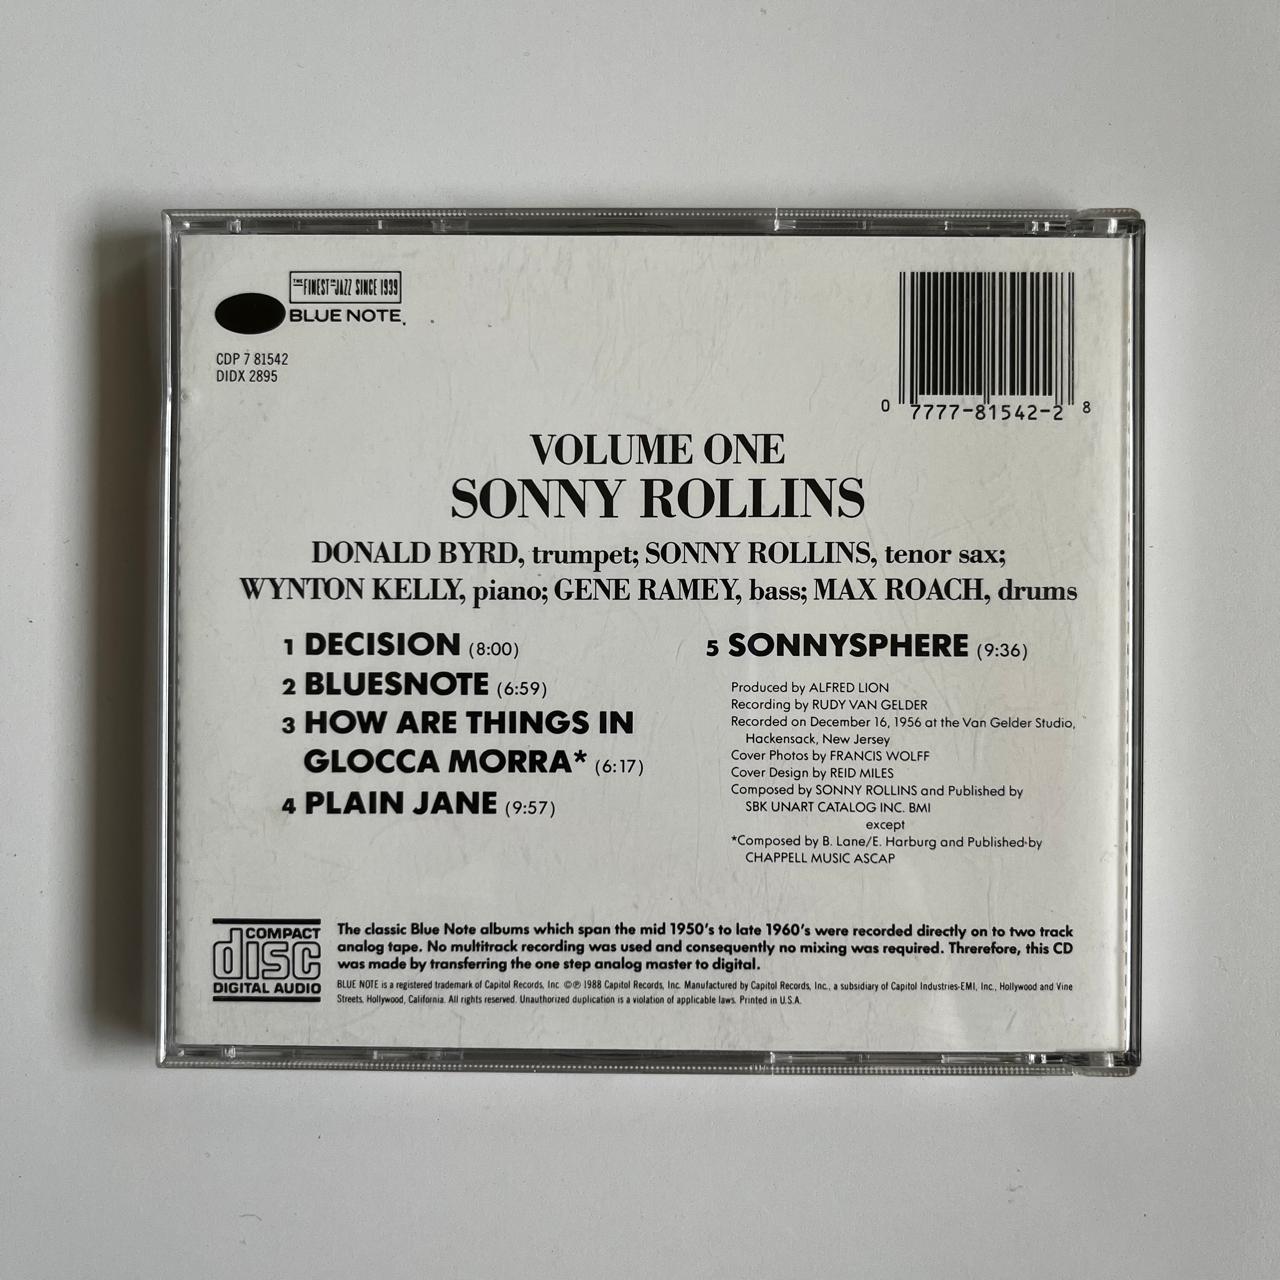 THE FINEST IN JAZZ SINCE 1939
BLUE NOTE.
CDP 7 81542
DIDX 2895
0 7777-81542-2 8
VOLUME ONE
SONNY ROLLINS
DONALD BYRD, trumpet; SONNY ROLLINS, tenor sax;
WYNTON KELLY, piano; GENE RAMEY, bass; MAX ROACH, drums
1 DECISION (8:00)
2 BLUESNOTE (6:59)
3 HOW ARE THINGS IN
GLOCCA MORRA* (6:17)
4 PLAIN JANE (9:57)
5 SONNYSPHERE (9:36)
Produced by ALFRED LION
Recording by RUDY VAN GELDER
Recorded on December 16, 1956 at the Van Gelder Studio,
Hackensack, New Jersey
Cover Photos by FRANCIS WOLFF
Cover Design by REID MILES
Composed by SONNY ROLLINS and Published by
SBK UNART CATALOG INC. BMI
except
*Composed by B. Lane/E. Harburg and Published by
CHAPPELL MUSIC ASCAP
COMPACT
disc
DIGITAL AUDIO
The classic Blue Note albums which span the mid 1950's to late 1960's were recorded directly on to two track
analog tape. No multitrack recording was used and consequently no mixing was required. Threrefore, this CD
was made by transferring the one step analog master to digital.
BLUE NOTE is a registered trademark of Capitol Records, Inc. ©℗ 1988 Capitol Records, Inc. Manufactured by Capitol Records, Inc., a subsidiary of Capitol Industries-EMI, Inc., Hollywood and Vine
Streets, Hollywood, California. All rights reserved. Unauthorized duplication is a violation of applicable laws. Printed in U.S.A.